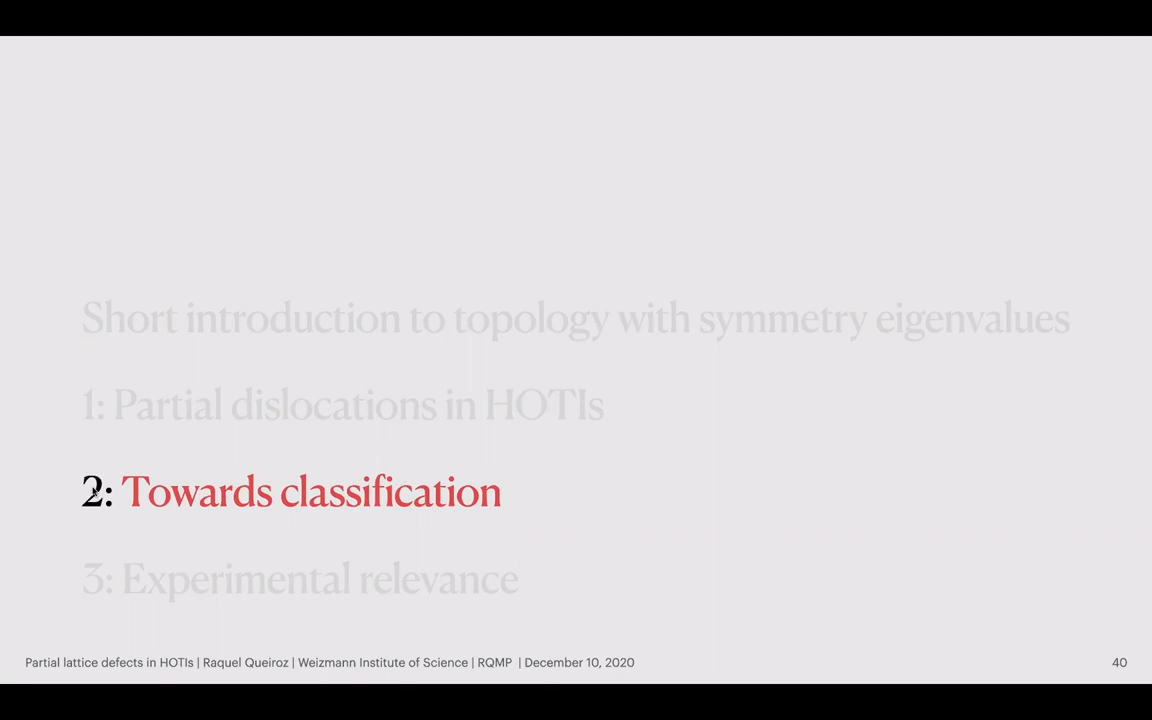 Short introduction to topology with symmetry eigenvalues
1: Partial dislocations in HOTIs
2: Towards classification
3: Experimental relevance
Partial lattice defects in HOTIs | Raquel Queiroz | Weizmann Institute of Science | RQMP | December 10, 2020
40